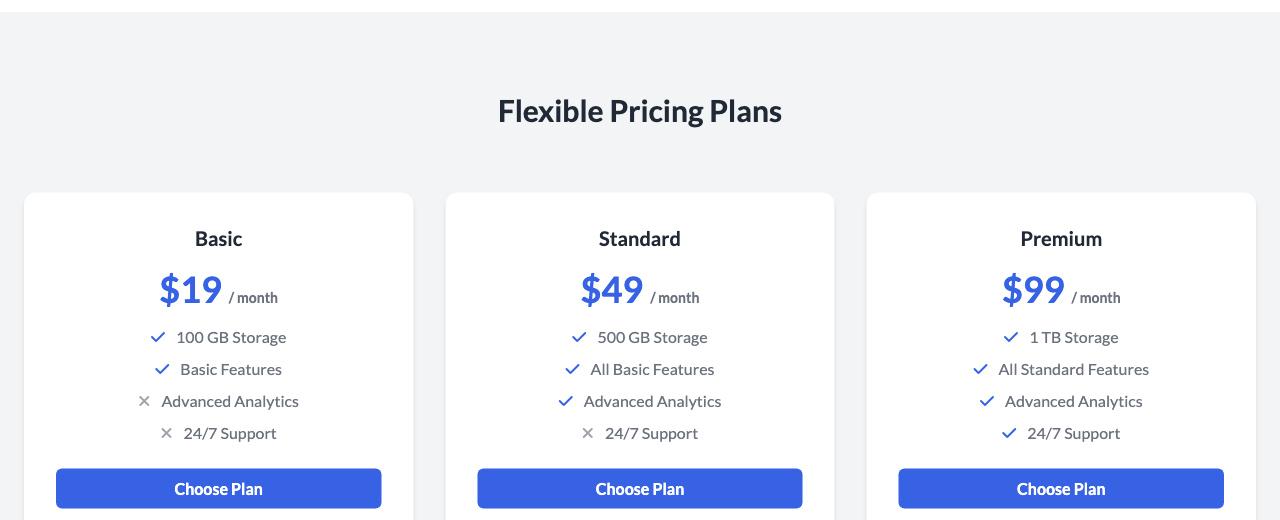 Flexible Pricing Plans
Basic
$19 / month
100 GB Storage
Basic Features
Advanced Analytics
24/7 Support
Choose Plan
Standard
$49 / month
500 GB Storage
All Basic Features
Advanced Analytics
24/7 Support
Choose Plan
Premium
$99 / month
1 TB Storage
All Standard Features
Advanced Analytics
24/7 Support
Choose Plan